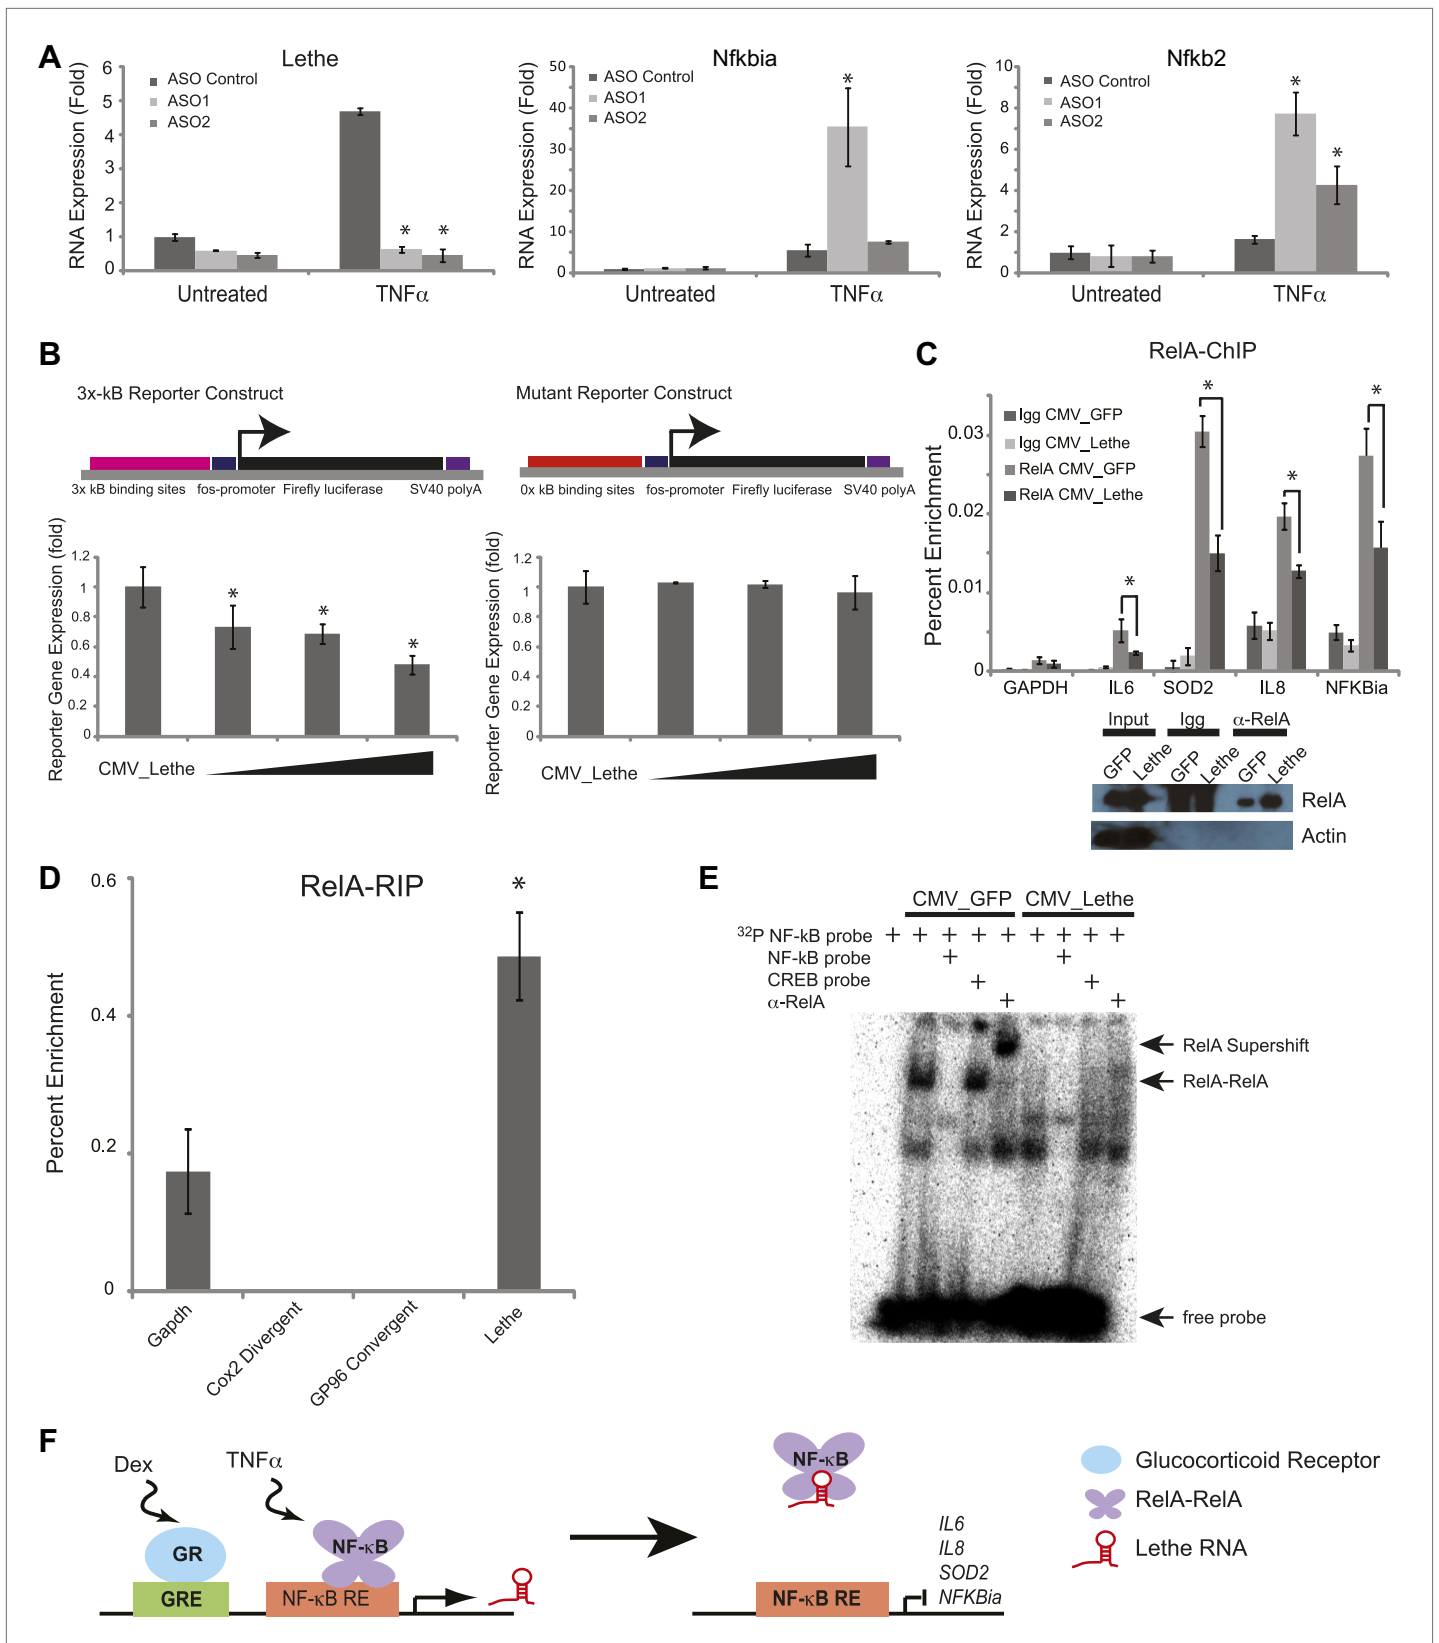 A
Lethe
RNA Expression (Fold)
6
5
4
3
2
1
0
ASO Control
ASO1
ASO2
* *
Untreated TNFα
Nfkbia
RNA Expression (Fold)
50
40
30
20
10
0
ASO Control
ASO1
ASO2
*
Untreated TNFα
Nfkb2
RNA Expression (Fold)
10
8
6
4
2
0
ASO Control
ASO1
ASO2
*
*
Untreated TNFα
B
3x-kB Reporter Construct
3x kB binding sites fos-promoter Firefly luciferase SV40 polyA
Mutant Reporter Construct
0x kB binding sites fos-promoter Firefly luciferase SV40 polyA
Reporter Gene Expression (fold)
1.2
1
0.8
0.6
0.4
0.2
0
* * *
CMV_Lethe
Reporter Gene Expression (fold)
1.2
1
0.8
0.6
0.4
0.2
0
CMV_Lethe
C
RelA-ChIP
Percent Enrichment
0.03
0.02
0.01
0
Igg CMV_GFP
Igg CMV_Lethe
RelA CMV_GFP
RelA CMV_Lethe
* * * *
GAPDH IL6 SOD2 IL8 NFKBia
Input Igg α-RelA
GFP Lethe GFP Lethe GFP Lethe
RelA
Actin
D
RelA-RIP
Percent Enrichment
0.6
0.4
0.2
0
*
Gapdh
Cox2 Divergent
GP96 Convergent
Lethe
E
CMV_GFP CMV_Lethe
32P NF-kB probe + + + + + + + + +
NF-kB probe + +
CREB probe + +
α-RelA + +
RelA Supershift
RelA-RelA
free probe
F
Dex
TNFα
GR
GRE
NF-κB
NF-κB RE
NF-κB
NF-κB RE
IL6
IL8
SOD2
NFKBia
Glucocorticoid Receptor
RelA-RelA
Lethe RNA